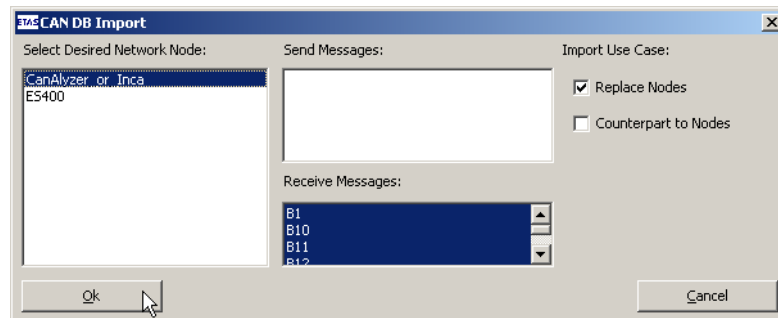 ETAS CAN DB Import
Select Desired Network Node:
CanAlyzer_or_Inca
ES400
Send Messages:
Receive Messages:
B1
B10
B11
B12
Import Use Case:
Replace Nodes
Counterpart to Nodes
Ok
Cancel